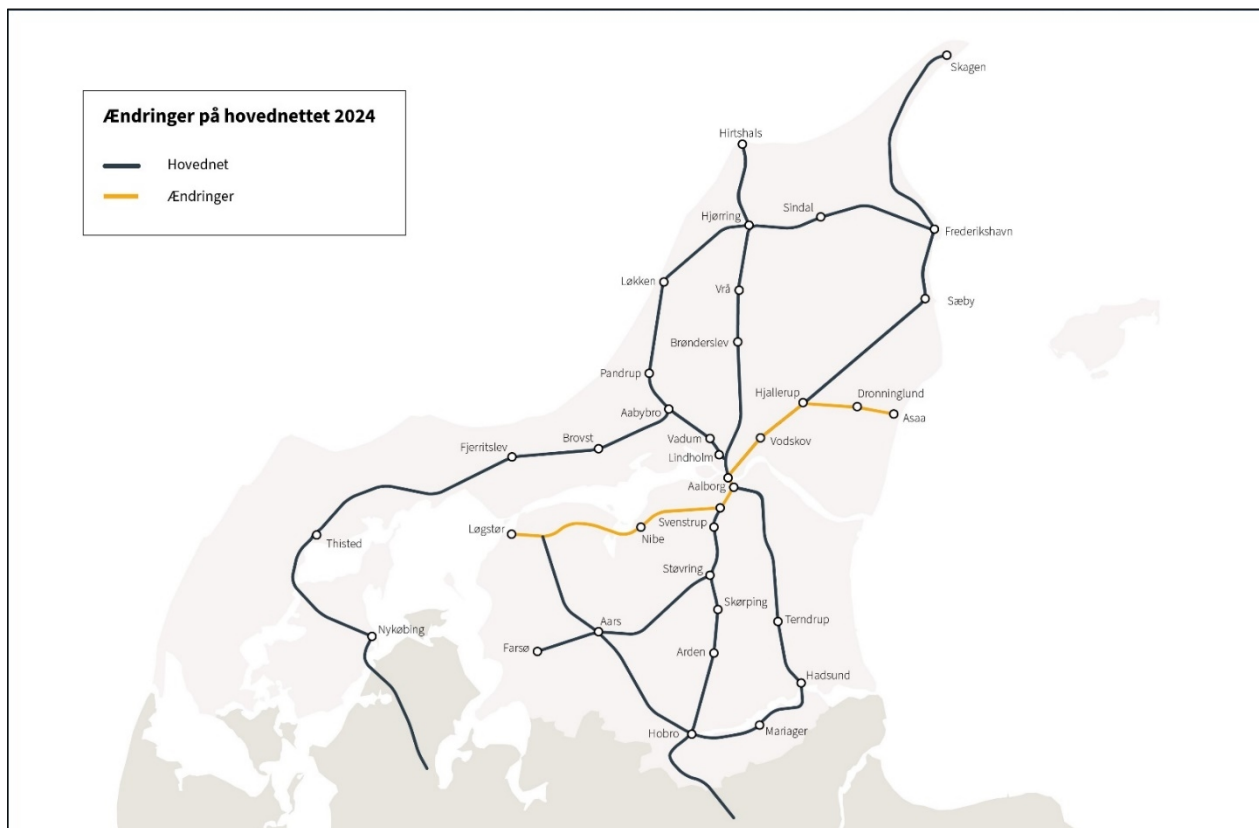 Ændringer på hovednettet 2024
Hovednet
Ændringer
Skagen
Hirtshals
Hjørring
Sindal
Frederikshavn
Løkken
Vrå
Sæby
Brønderslev
Pandrup
Hjallerup
Dronninglund
Aabybro
Asaa
Fjerritslev
Brovst
Vadum
Vodskov
Lindholm
Aalborg
Løgstør
Nibe
Svenstrup
Thisted
Støvring
Skørping
Nykøbing
Aars
Terndrup
Farsø
Arden
Hadsund
Hobro
Mariager